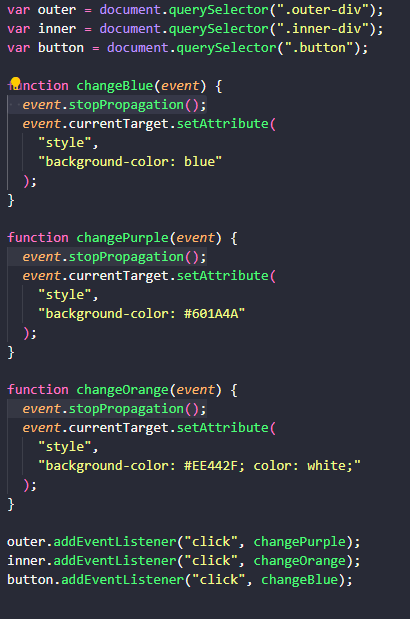 var outer = document.querySelector(".outer-div");
var inner = document.querySelector(".inner-div");
var button = document.querySelector(".button");
function changeBlue(event) {
event.stopPropagation();
event.currentTarget.setAttribute(
"style",
"background-color: blue"
);
}
function changePurple(event) {
event.stopPropagation();
event.currentTarget.setAttribute(
"style",
"background-color: #601A4A"
);
}
function changeOrange(event) {
event.stopPropagation();
event.currentTarget.setAttribute(
"style",
"background-color: #EE442F; color: white;"
);
}
outer.addEventListener("click", changePurple);
inner.addEventListener("click", changeOrange);
button.addEventListener("click", changeBlue);